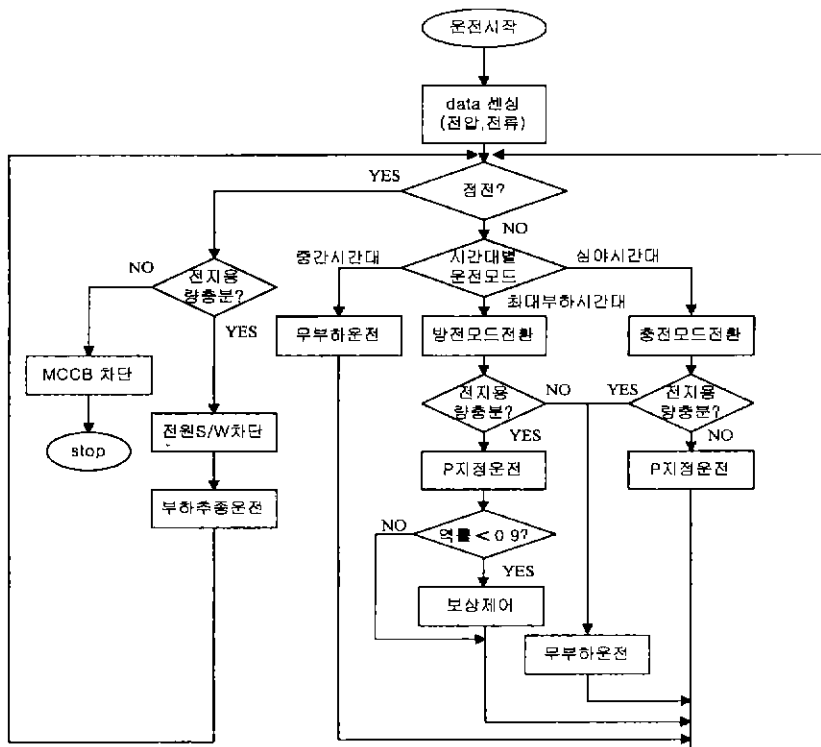 운전시작
data 센싱
(전압,전류)
YES
정전?
NO
중간시간대
시간대별
운전모드
심야시간대
NO
전지용
량충분?
YES
최대부하시간대
무부하운전
방전모드전환
충전모드전환
MCCB 차단
전지용
량충분?
NO
YES
전지용
량충분?
stop
전원S/W차단
YES
NO
P지정운전
P지정운전
부하추종운전
NO
역률 < 0 9?
YES
보상제어
무부하운전